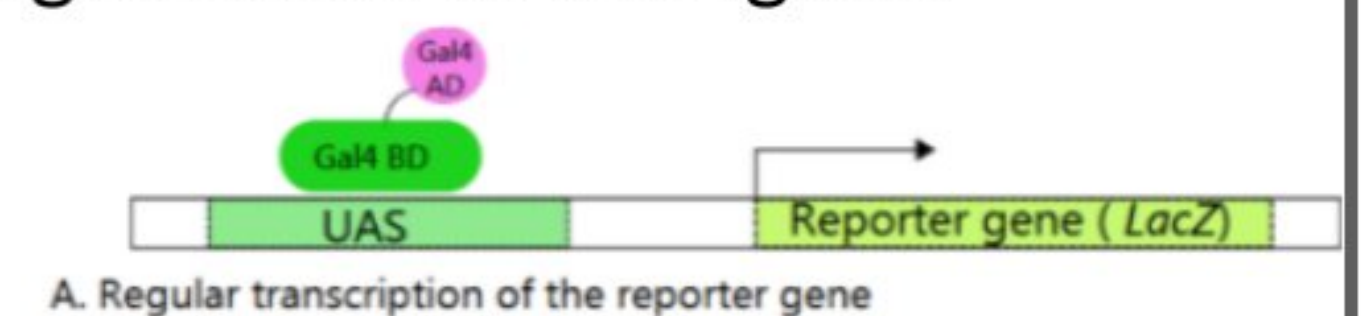 Gal4
AD
Gal4 BD
UAS
Reporter gene ( LacZ)
A. Regular transcription of the reporter gene